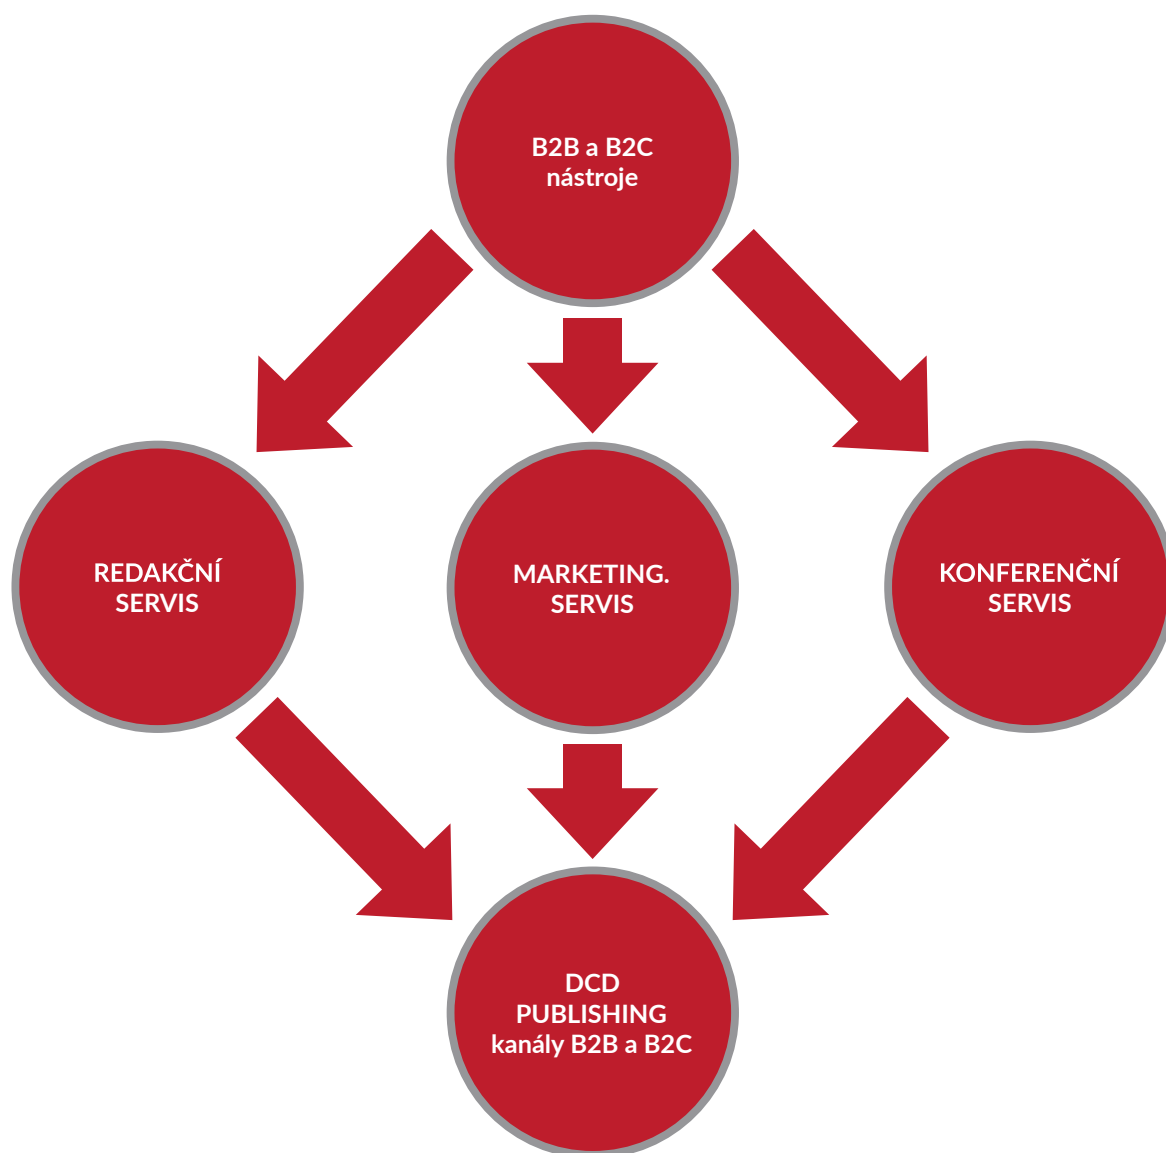 B2B a B2C
nástroje
REDAKČNÍ
SERVIS
MARKETING.
SERVIS
KONFERENČNÍ
SERVIS
DCD
PUBLISHING
kanály B2B a B2C